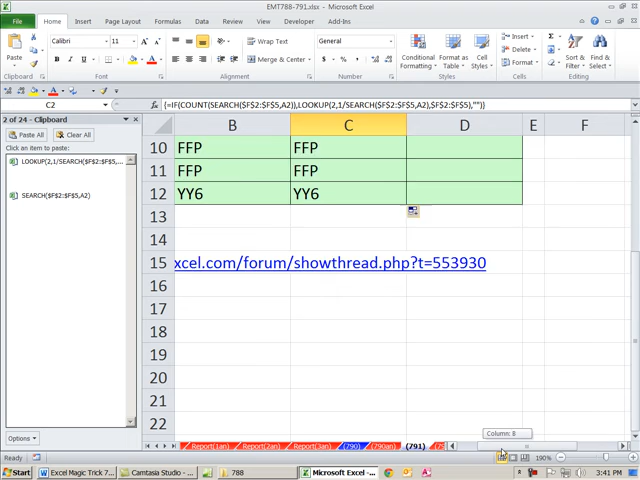 EMT788-791.xlsx - Microsoft Excel
File Home Insert Page Layout Formulas Data Review View Developer Add-Ins
Paste Calibri 11 Wrap Text General Conditional Formatting Format as Table Cell Styles Insert Delete Format Sort & Filter Find & Select
B I U Merge & Center $ % ,
Clipboard Font Alignment Number Styles Cells Editing
C2 fx {=IF(COUNT(SEARCH($F$2:$F$5,A2)),LOOKUP(2,1/SEARCH($F$2:$F$5,A2),$F$2:$F$5),"")}
2 of 24 - Clipboard
Paste All Clear All
Click an item to paste:
LOOKUP(2,1/SEARCH($F$2:$F$5,...
SEARCH($F$2:$F$5,A2)
Options
B C D E F
10 FFP FFP
11 FFP FFP
12 YY6 YY6
13
14
15 xcel.com/forum/showthread.php?t=553930
16
17
18
19
20
21
22
Column: 8
Report(1an) Report(2an) Report(3an) (790) (790an) (791) (79
Ready 190%
Start Excel Magic Trick 7... Camtasia Studio - ... 788 Microsoft Excel - ... 3:41 PM